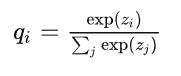 q_i = \frac{\exp(z_i)}{\sum_j \exp(z_j)}